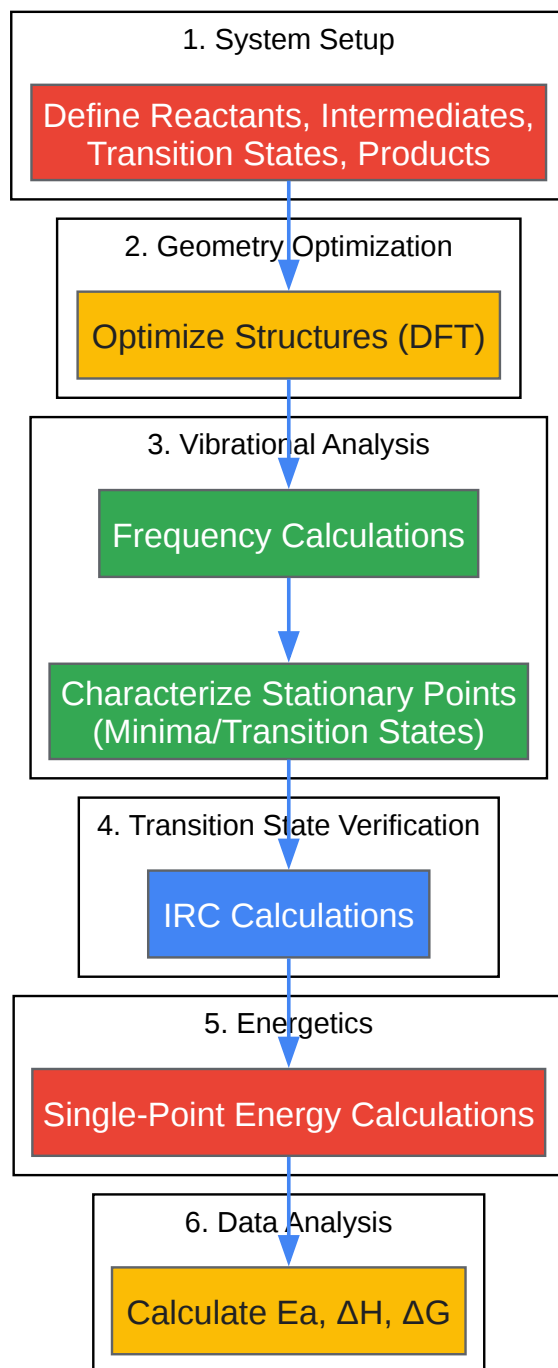 1. System Setup
Define Reactants, Intermediates,
Transition States, Products
2. Geometry Optimization
Optimize Structures (DFT)
3. Vibrational Analysis
Frequency Calculations
Characterize Stationary Points
(Minima/Transition States)
4. Transition State Verification
IRC Calculations
5. Energetics
Single-Point Energy Calculations
6. Data Analysis
Calculate Ea, ΔH, ΔG